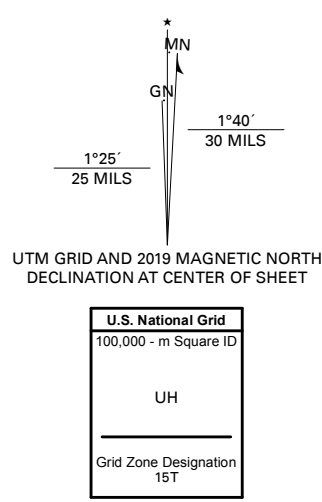 ★
MN
GN
1°40´
30 MILS
1°25´
25 MILS
UTM GRID AND 2019 MAGNETIC NORTH
DECLINATION AT CENTER OF SHEET
U.S. National Grid
100,000 - m Square ID
UH
Grid Zone Designation
15T